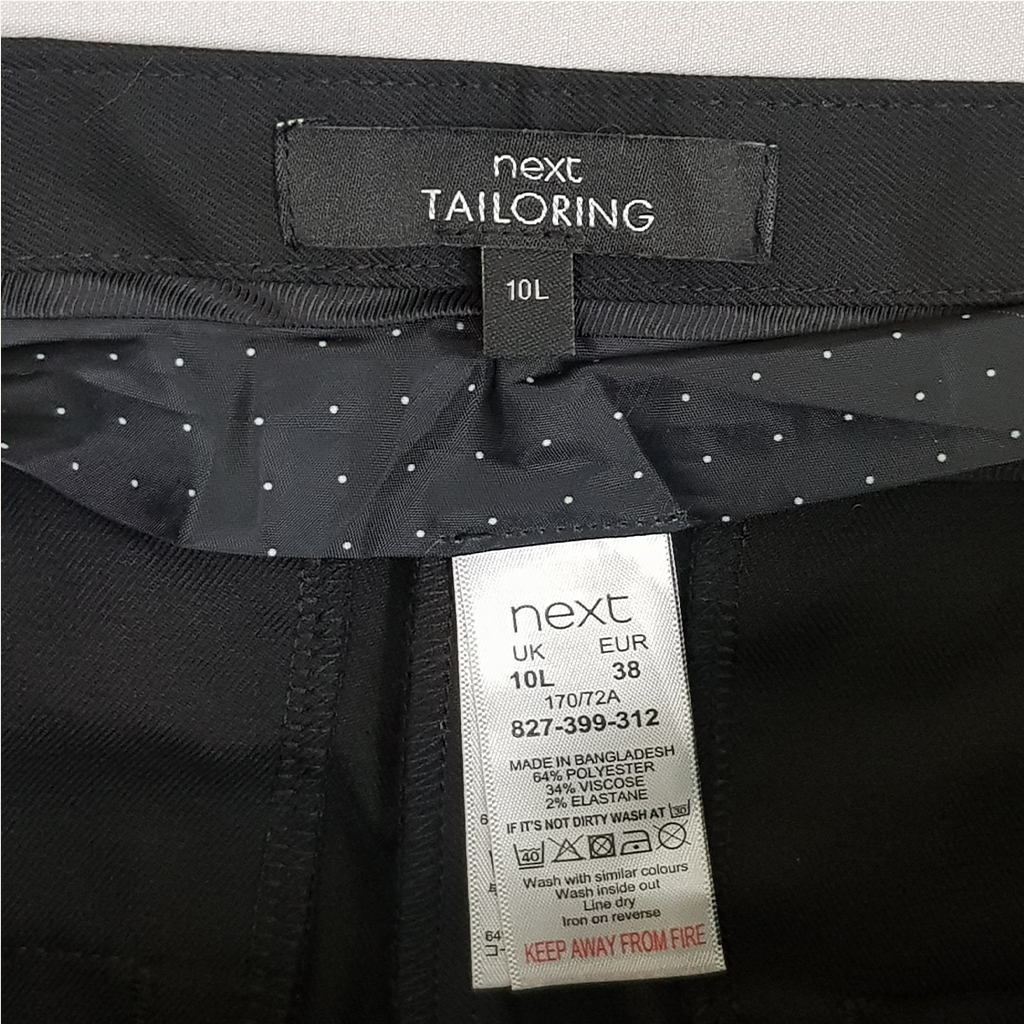 next
TAILORING
10L
next
UK EUR
10L 38
170/72A
827-399-312
MADE IN BANGLADESH
64% POLYESTER
34% VISCOSE
2% ELASTANE
IF IT'S NOT DIRTY WASH AT 30
40
Wash with similar colours
Wash inside out
Line dry
Iron on reverse
KEEP AWAY FROM FIRE
64